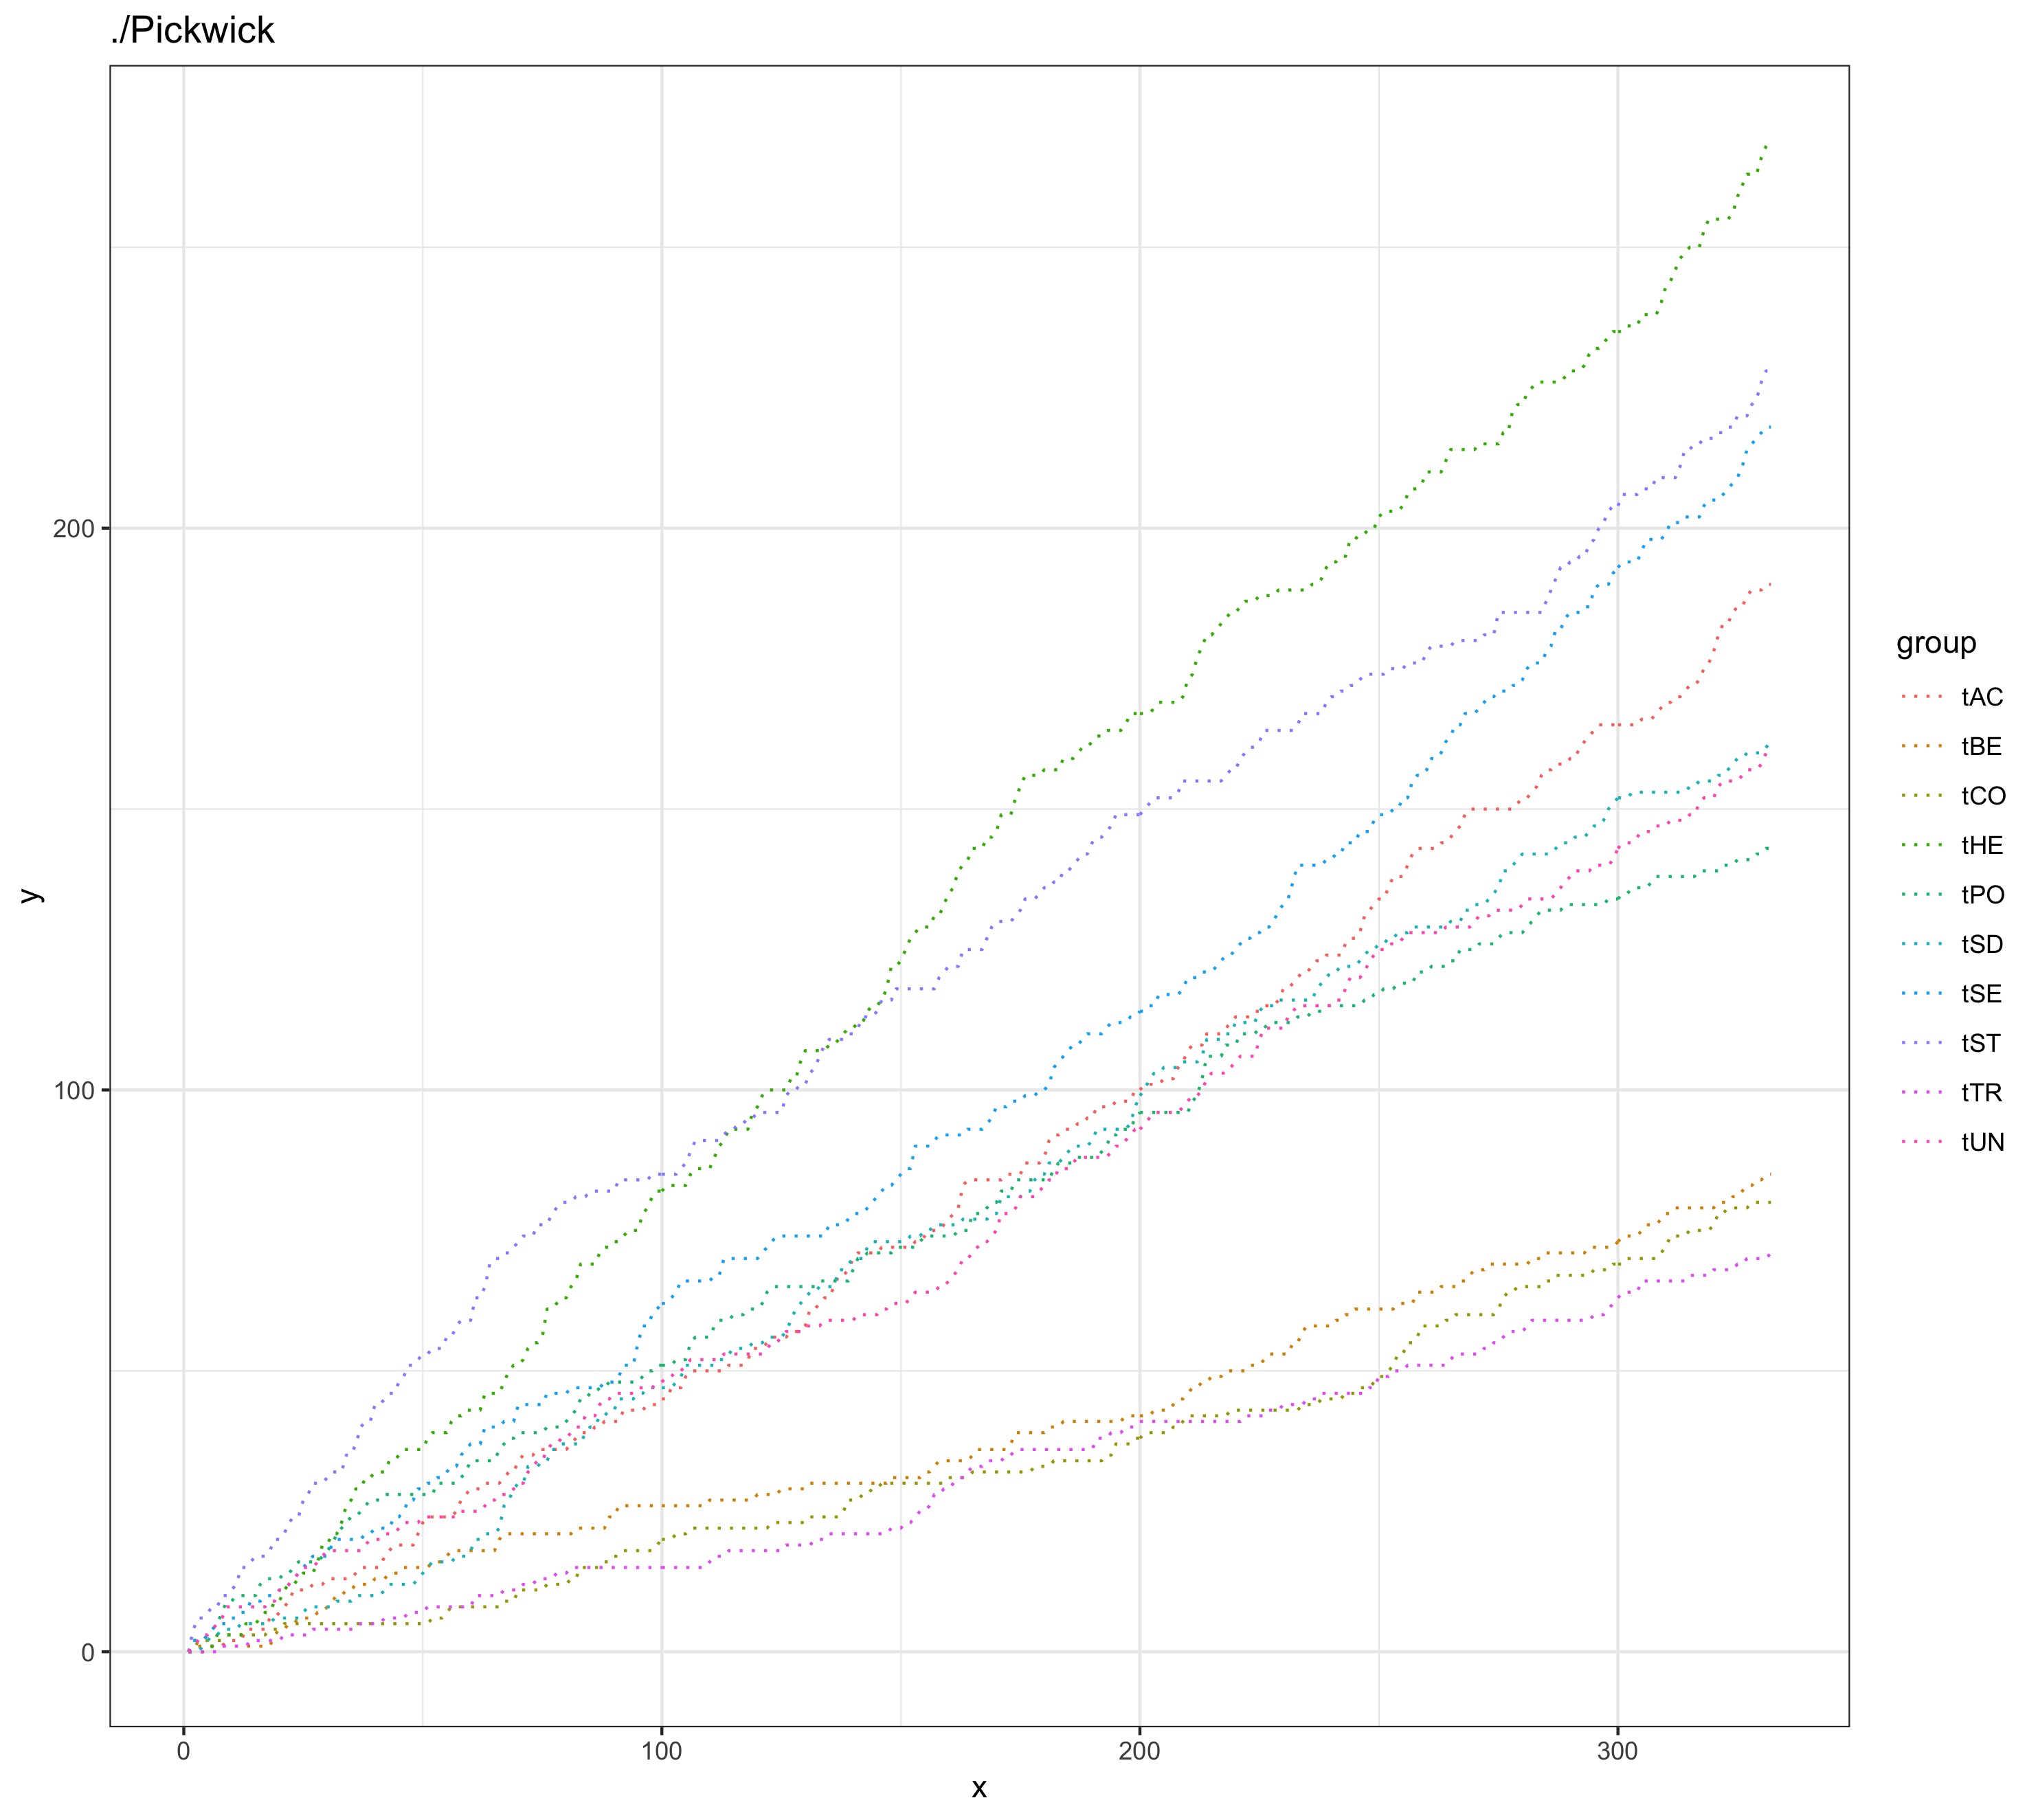 ./Pickwick
y
200
100
0
0 100 200 300
x
group
tAC
tBE
tCO
tHE
tPO
tSD
tSE
tST
tTR
tUN